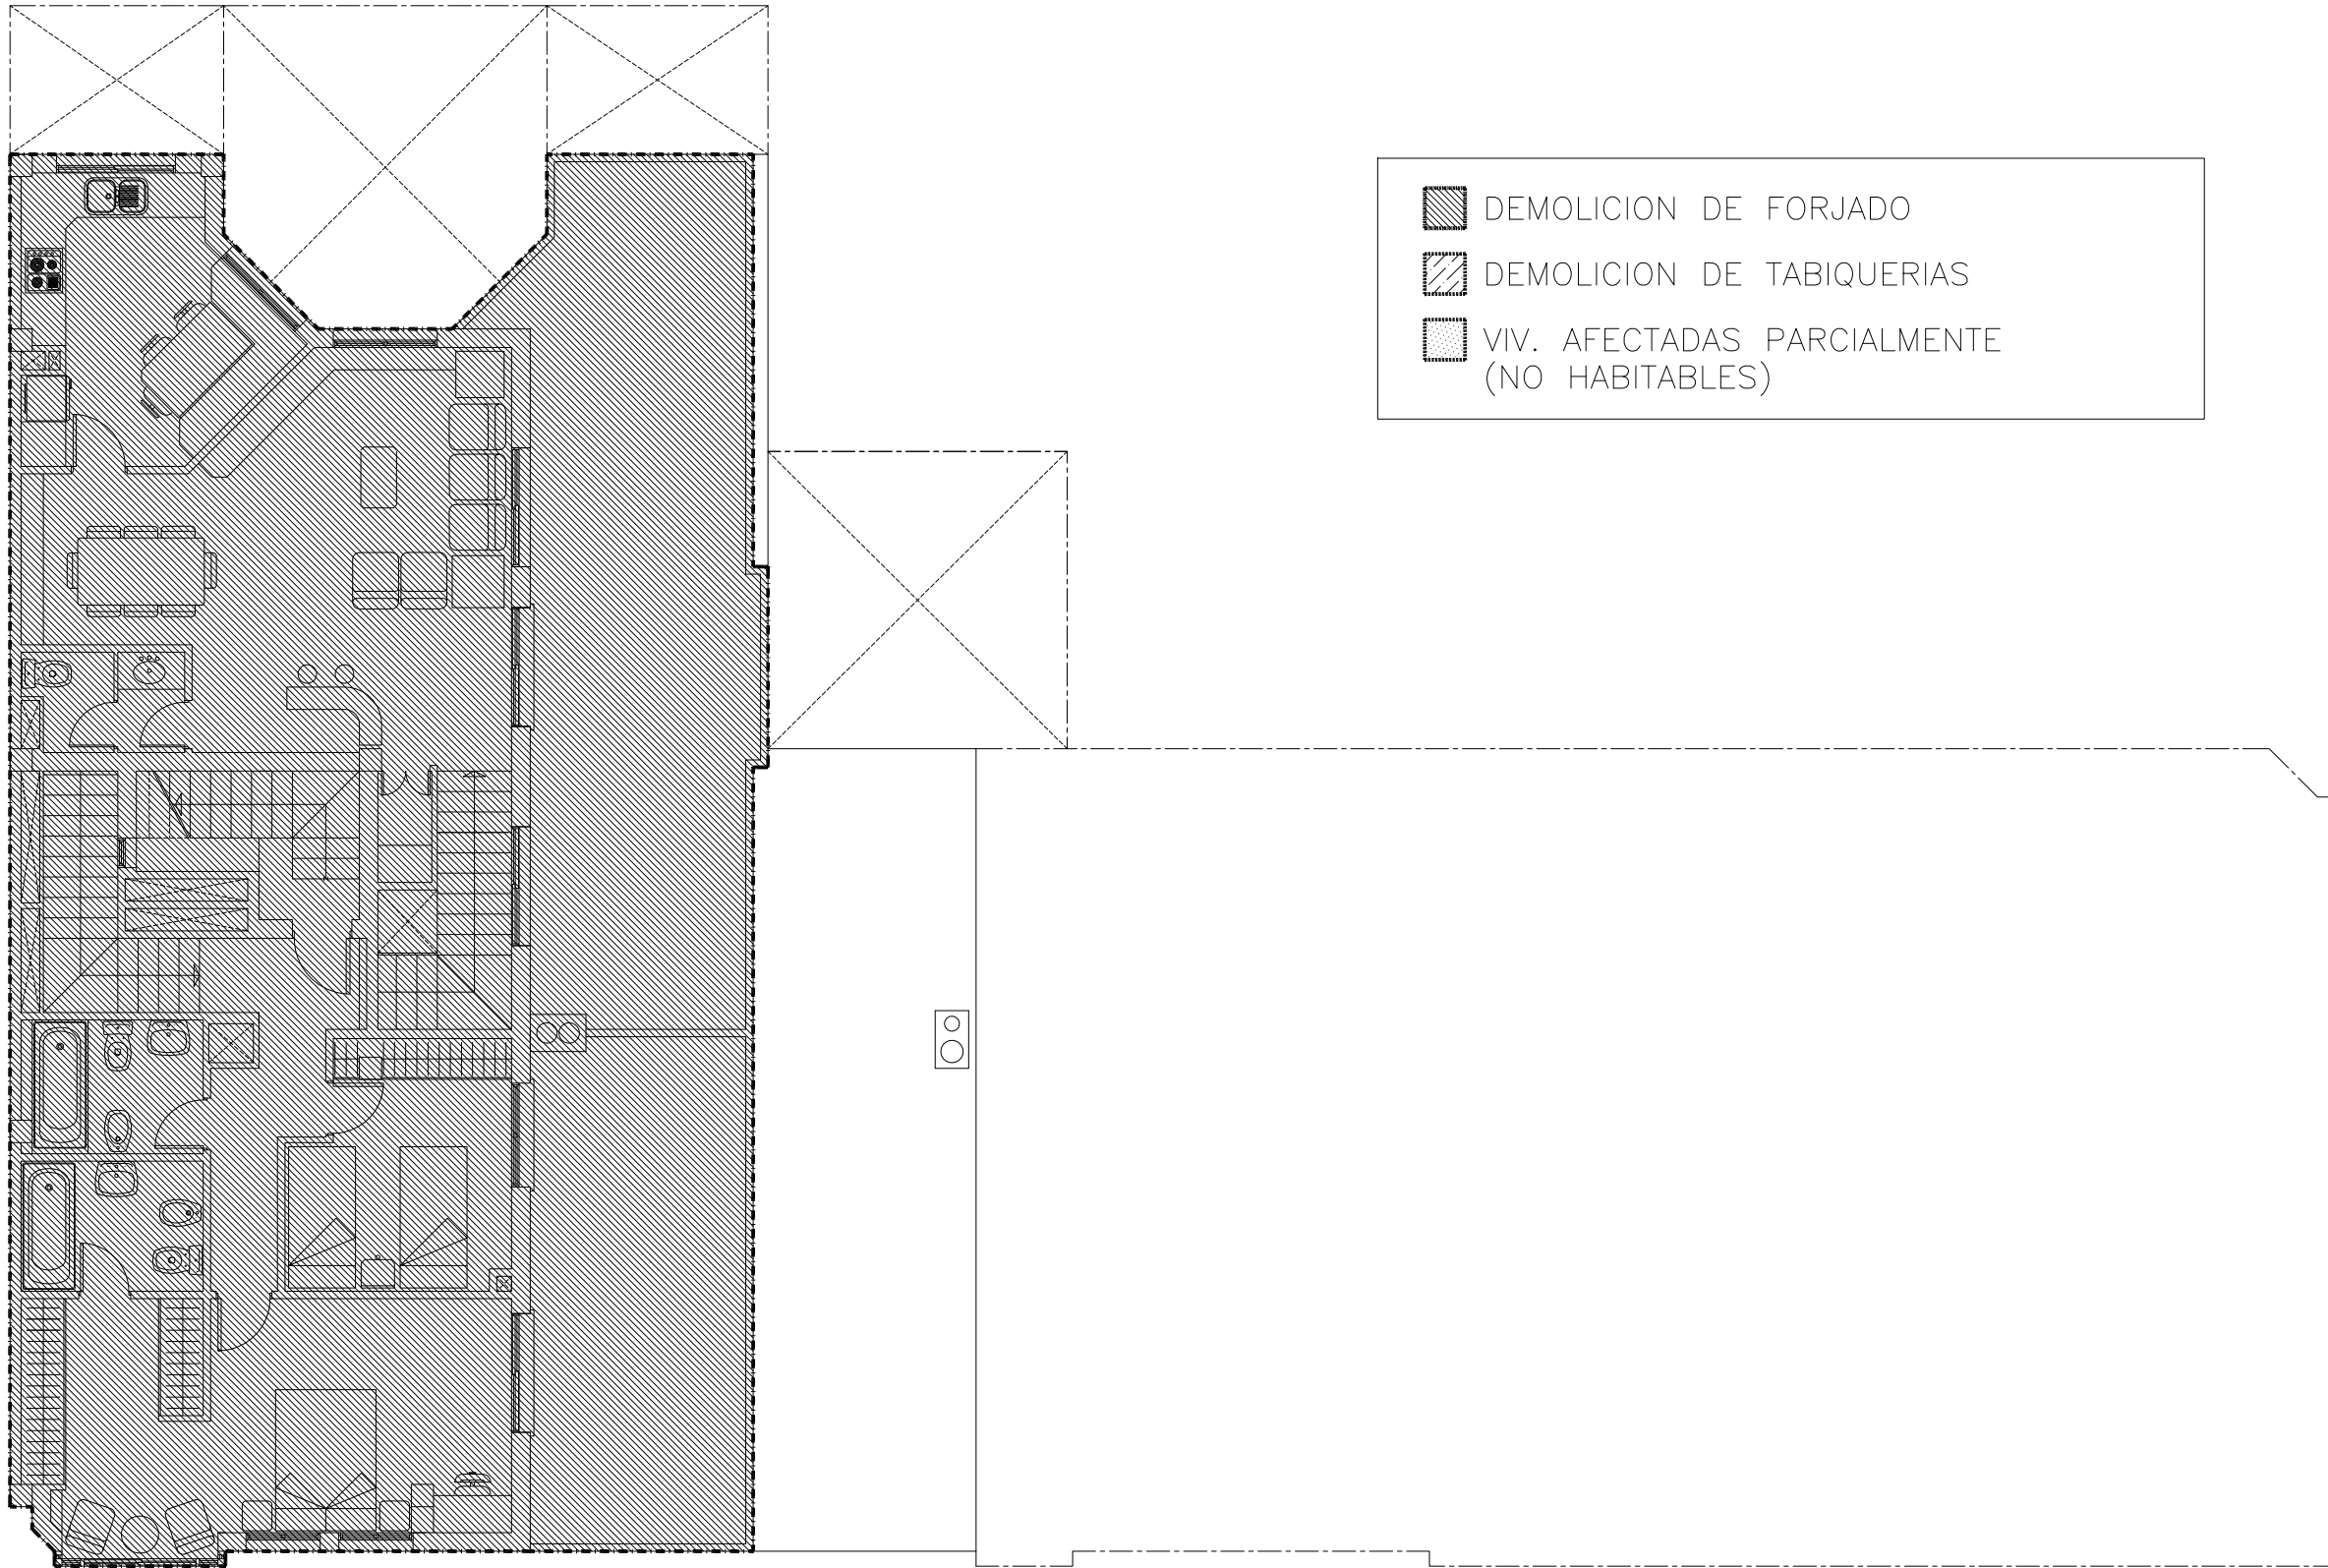 DEMOLICION DE FORJADO
DEMOLICION DE TABIQUERIAS
VIV. AFECTADAS PARCIALMENTE
(NO HABITABLES)